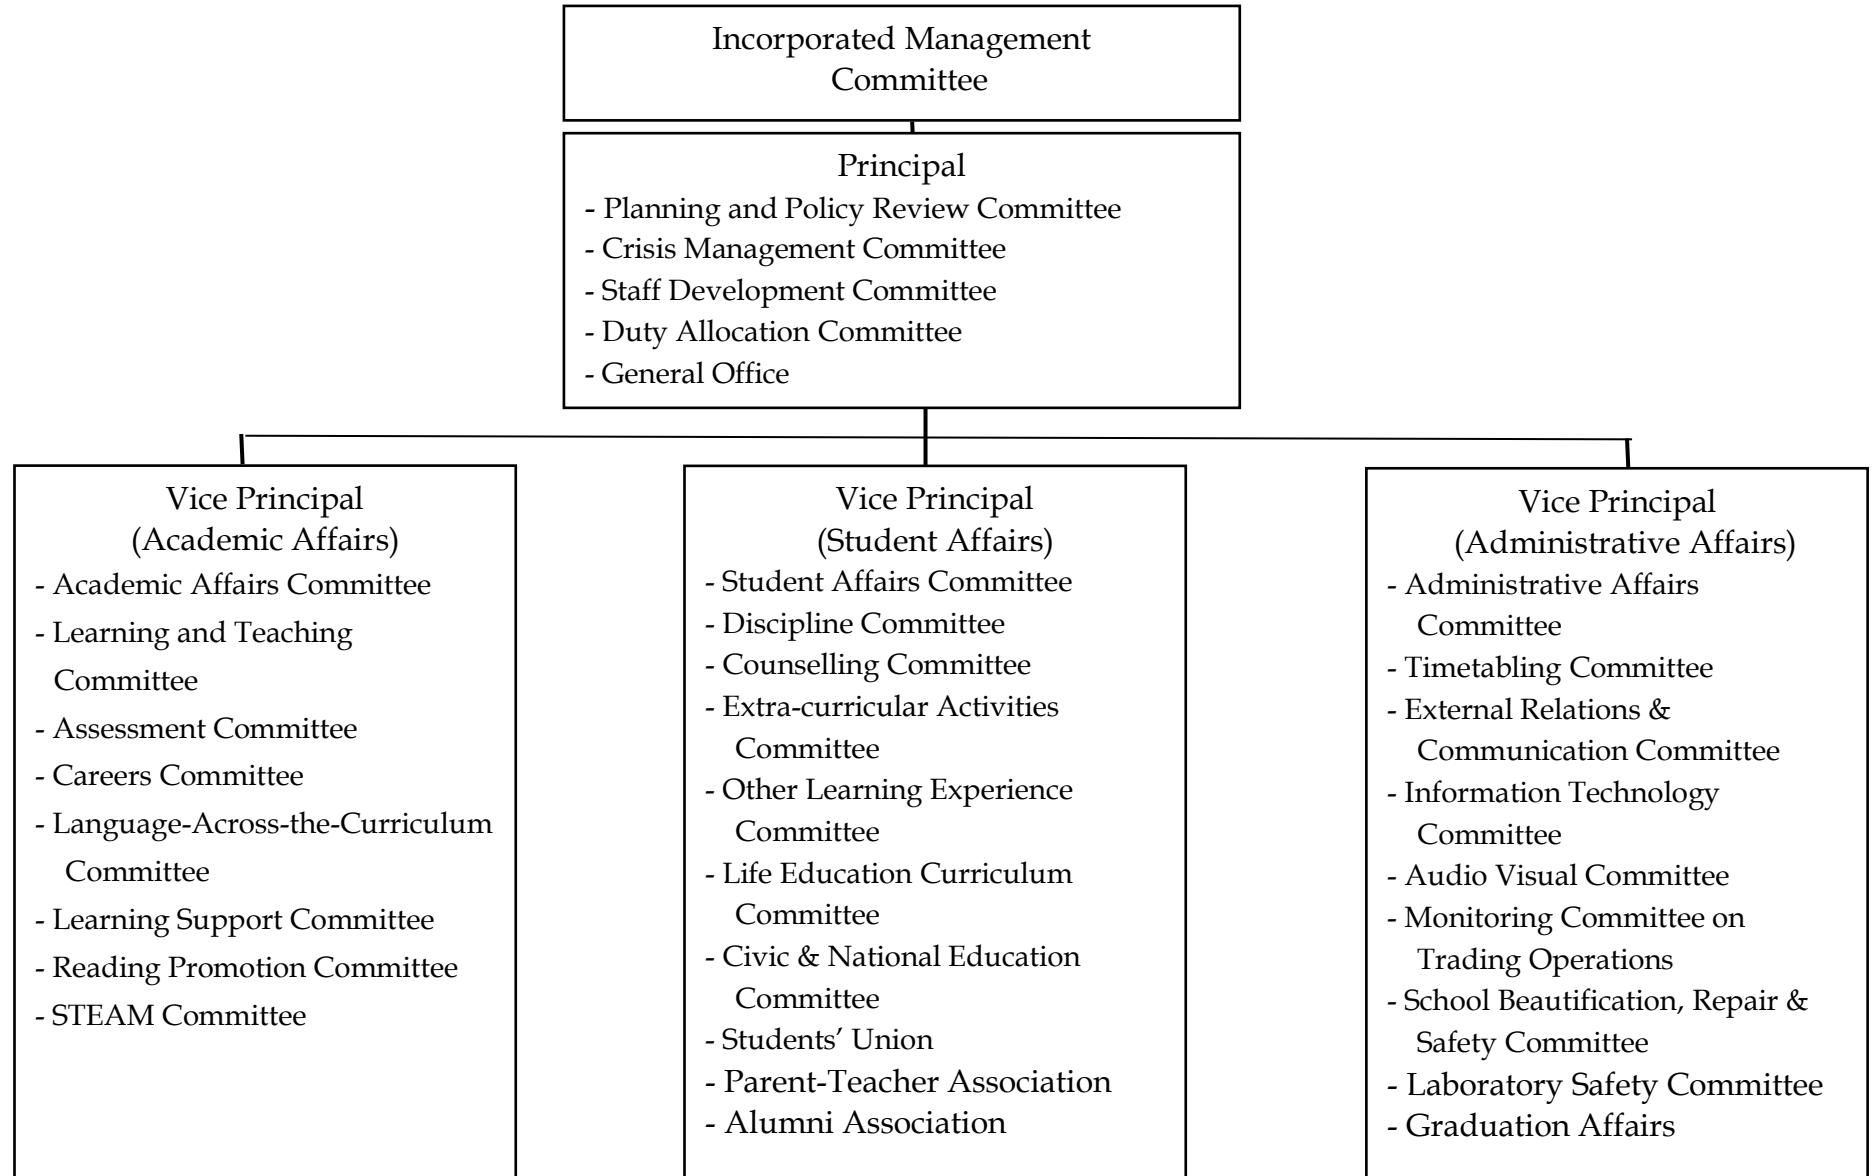 Incorporated Management
Committee
Principal
- Planning and Policy Review Committee
- Crisis Management Committee
- Staff Development Committee
- Duty Allocation Committee
- General Office
Vice Principal
(Academic Affairs)
- Academic Affairs Committee
- Learning and Teaching
Committee
- Assessment Committee
- Careers Committee
- Language-Across-the-Curriculum
Committee
- Learning Support Committee
- Reading Promotion Committee
- STEAM Committee
Vice Principal
(Student Affairs)
- Student Affairs Committee
- Discipline Committee
- Counselling Committee
- Extra-curricular Activities
Committee
- Other Learning Experience
Committee
- Life Education Curriculum
Committee
- Civic & National Education
Committee
- Students’ Union
- Parent-Teacher Association
- Alumni Association
Vice Principal
(Administrative Affairs)
- Administrative Affairs
Committee
- Timetabling Committee
- External Relations &
Communication Committee
- Information Technology
Committee
- Audio Visual Committee
- Monitoring Committee on
Trading Operations
- School Beautification, Repair &
Safety Committee
- Laboratory Safety Committee
- Graduation Affairs